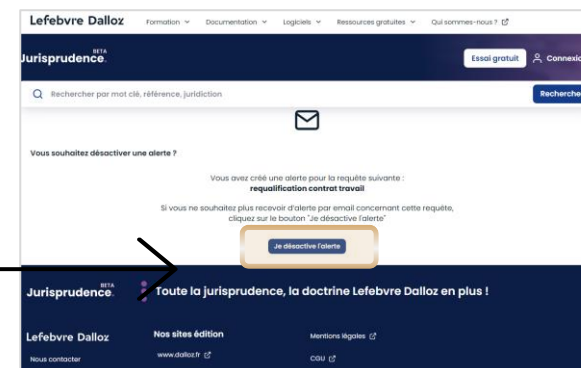 Lefebvre Dalloz
Formation
Documentation
Logiciels
Ressources gratuites
Qui sommes-nous ?
Jurisprudence. BETA
Essai gratuit
Connexio
Rechercher par mot clé, référence, juridiction
Recherche
Vous souhaitez désactiver une alerte ?
Vous avez créé une alerte pour la requête suivante :
requalification contrat travail
Si vous ne souhaitez plus recevoir d'alerte par email concernant cette requête,
cliquez sur le bouton "Je désactive l'alerte"
Je désactive l'alerte
Jurisprudence. BETA
Toute la jurisprudence, la doctrine Lefebvre Dalloz en plus !
Lefebvre Dalloz
Nos sites édition
Mentions légales
Nous contacter
www.dalloz.fr
CGU